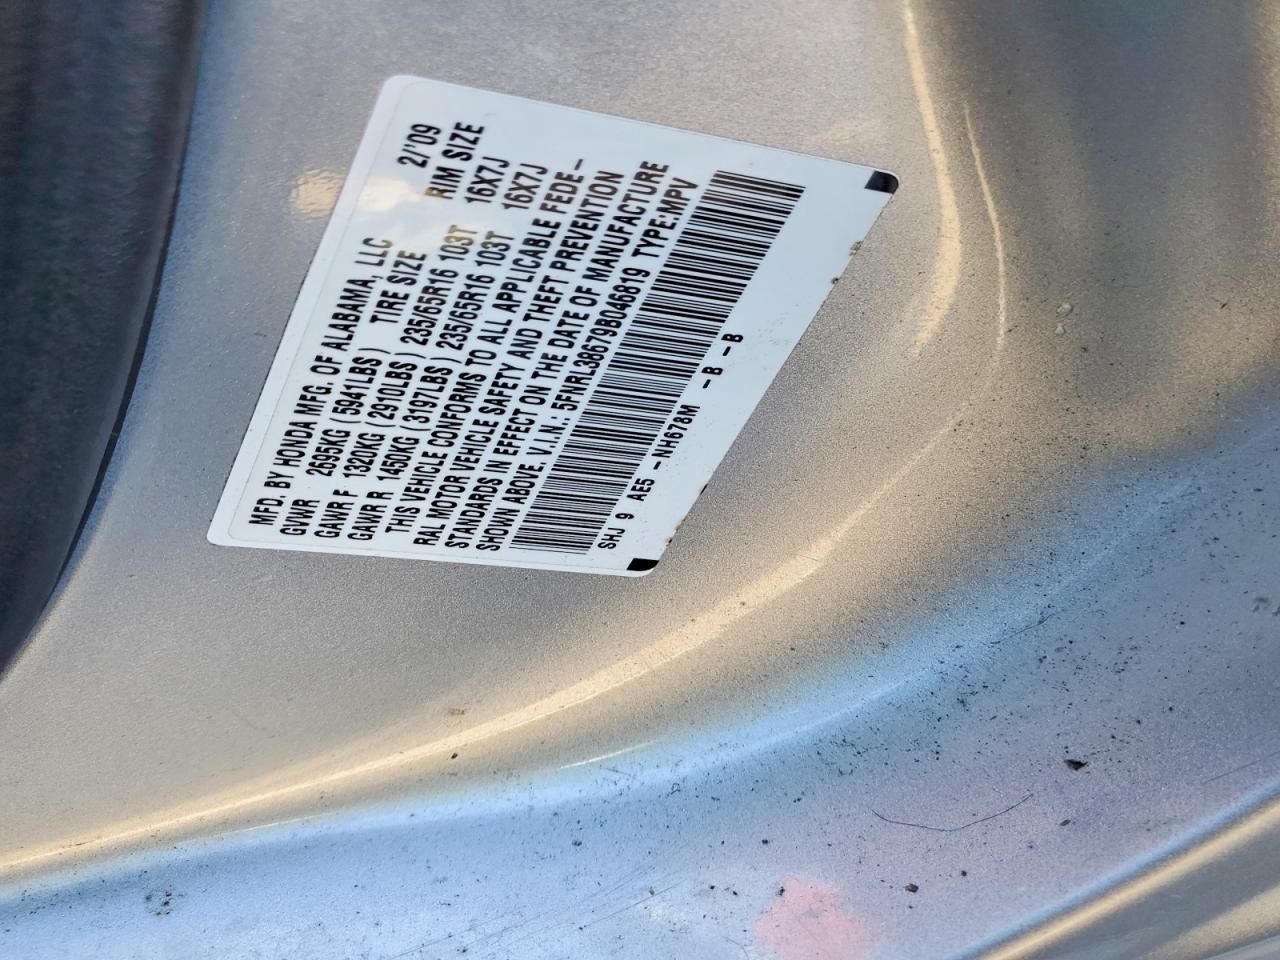 MFD. BY HONDA MFG. OF ALABAMA, LLC 2/'09
GVWR 2695KG (5941LBS) TIRE SIZE RIM SIZE
GAWR F 1320KG (2910LBS) 235/65R16 103T 16X7J
GAWR R 1450KG (3197LBS) 235/65R16 103T 16X7J
THIS VEHICLE CONFORMS TO ALL APPLICABLE FEDE-
RAL MOTOR VEHICLE SAFETY AND THEFT PREVENTION
STANDARDS IN EFFECT ON THE DATE OF MANUFACTURE
SHOWN ABOVE. V.I.N.: 5FNRL38679B046819 TYPE:MPV
SHJ 9 AE5 -NH678M -B -B